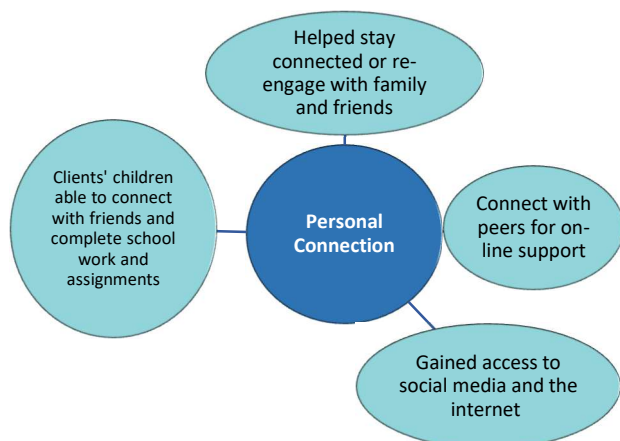 Helped stay
connected or re-
engage with family
and friends
Clients' children
able to connect
with friends and
complete school
work and
assignments
Personal
Connection
Connect with
peers for on-
line support
Gained access to
social media and the
internet